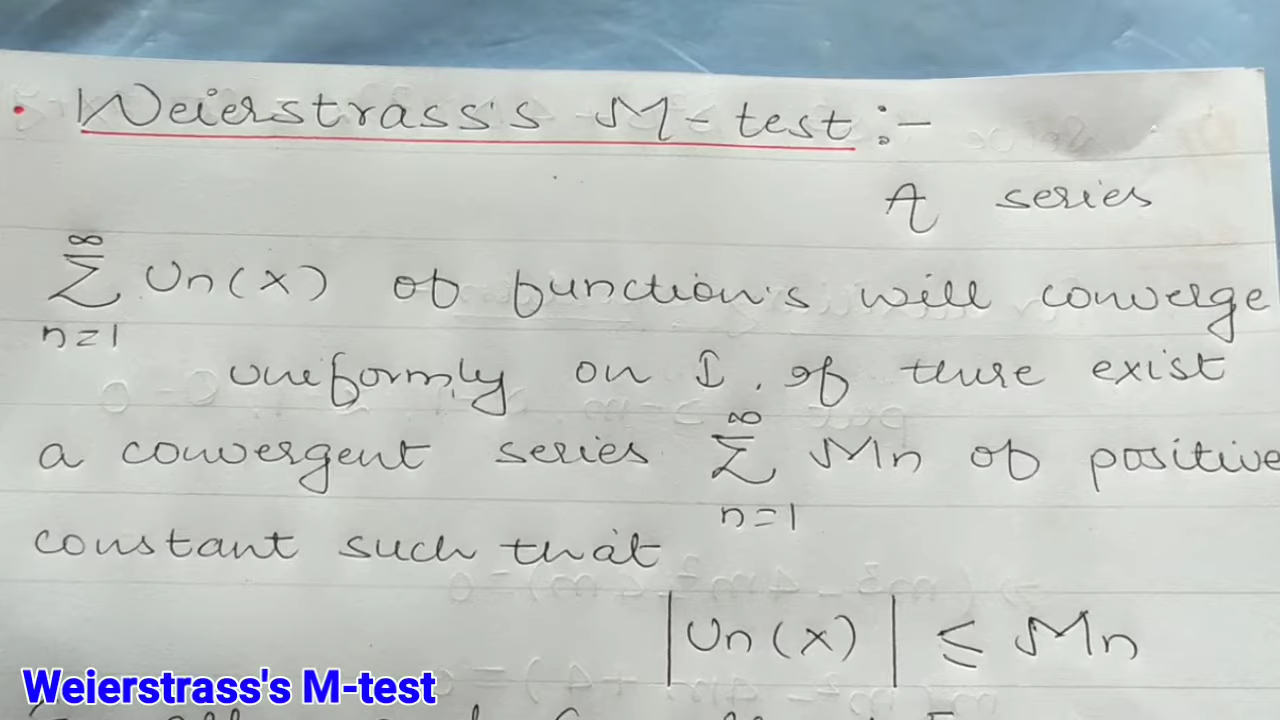 • Weierstrass's M-test :-
A series
∞
∑ Un(x) of function's will converge
n=1
uniformly on I. of there exist
a convergent series ∞
∑ Mn of positive
n=1
constant such that
|Un(x)| ≤ Mn
Weierstrass's M-test